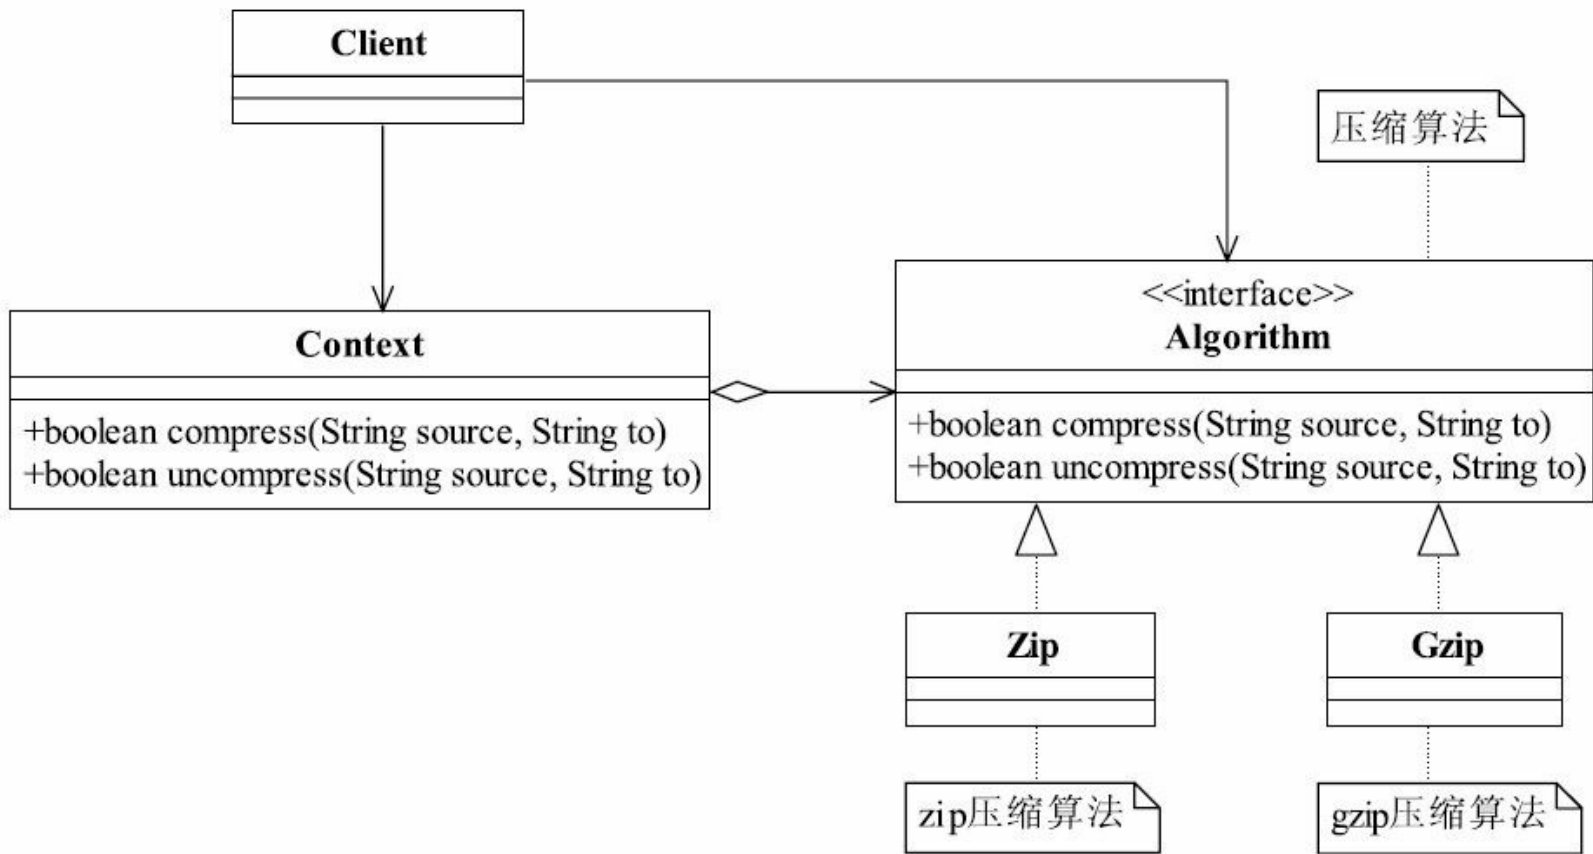 Client
压缩算法
<<interface>>
Algorithm
+boolean compress(String source, String to)
+boolean uncompress(String source, String to)
Context
+boolean compress(String source, String to)
+boolean uncompress(String source, String to)
Zip
Gzip
zip压缩算法
gzip压缩算法